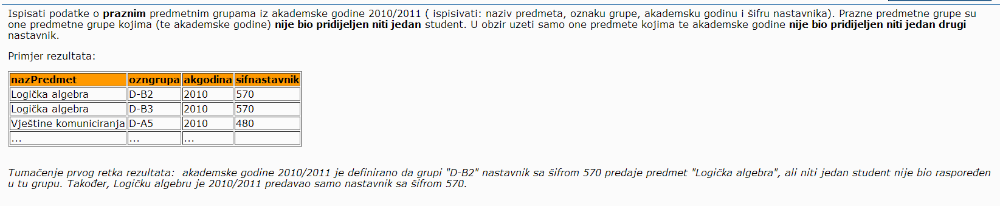 Ispisati podatke o praznim predmetnim grupama iz akademske godine 2010/2011 ( ispisivati: naziv predmeta, oznaku grupe, akademsku godinu i šifru nastavnika). Prazne predmetne grupe su
one predmetne grupe kojima (te akademske godine) nije bio pridijeljen niti jedan student. U obzir uzeti samo one predmete kojima te akademske godine nije bio pridijeljen niti jedan drugi
nastavnik.
Primjer rezultata:
nazPredmet ozngrupa akgodina sifnastavnik
Logička algebra D-B2 2010 570
Logička algebra D-B3 2010 570
Vještine komuniciranja D-A5 2010 480
... ... ...
Tumačenje prvog retka rezultata:  akademske godine 2010/2011 je definirano da grupi "D-B2" nastavnik sa šifrom 570 predaje predmet "Logička algebra", ali niti jedan student nije bio raspoređen
u tu grupu. Također, Logičku algebru je 2010/2011 predavao samo nastavnik sa šifrom 570.